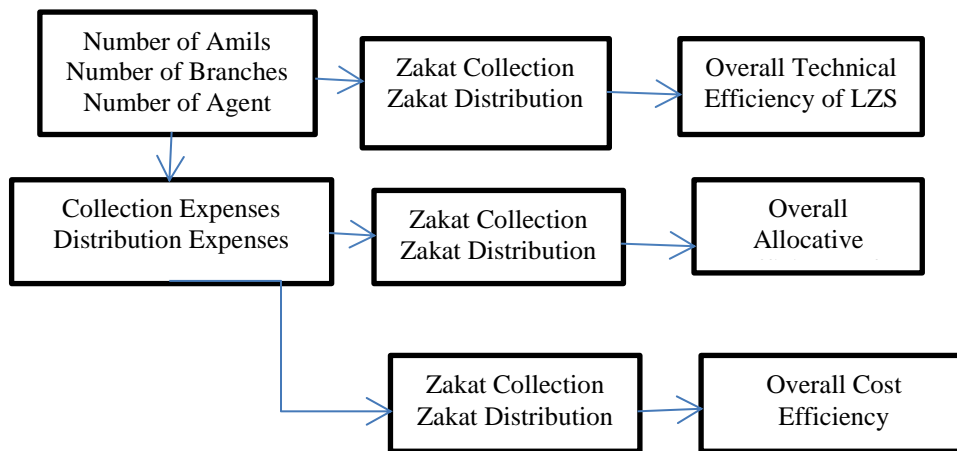 Number of Amils
Number of Branches
Number of Agent
Zakat Collection
Zakat Distribution
Overall Technical
Efficiency of LZS
Collection Expenses
Distribution Expenses
Zakat Collection
Zakat Distribution
Overall
Allocative
Zakat Collection
Zakat Distribution
Overall Cost
Efficiency